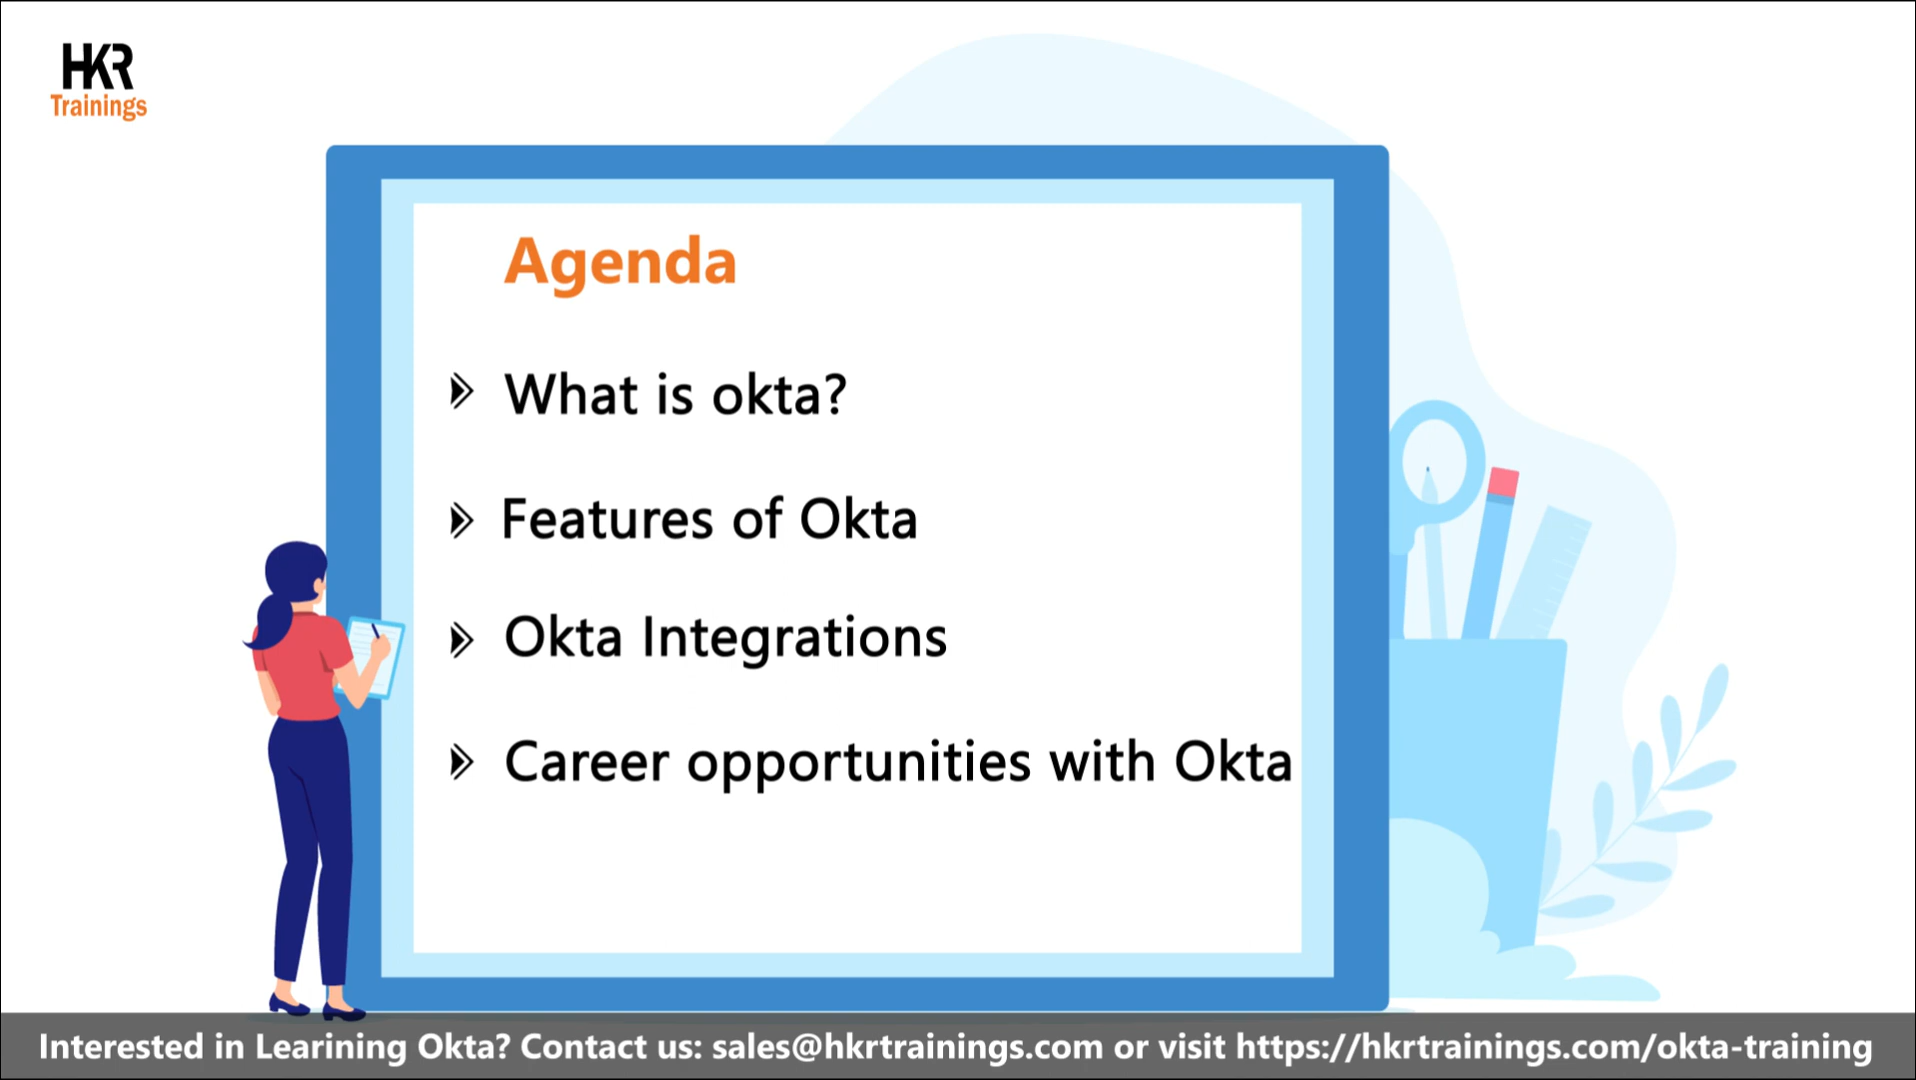 HKR
Trainings
Agenda
What is okta?
Features of Okta
Okta Integrations
Career opportunities with Okta
Interested in Learining Okta? Contact us: sales@hkrtrainings.com or visit https://hkrtrainings.com/okta-training